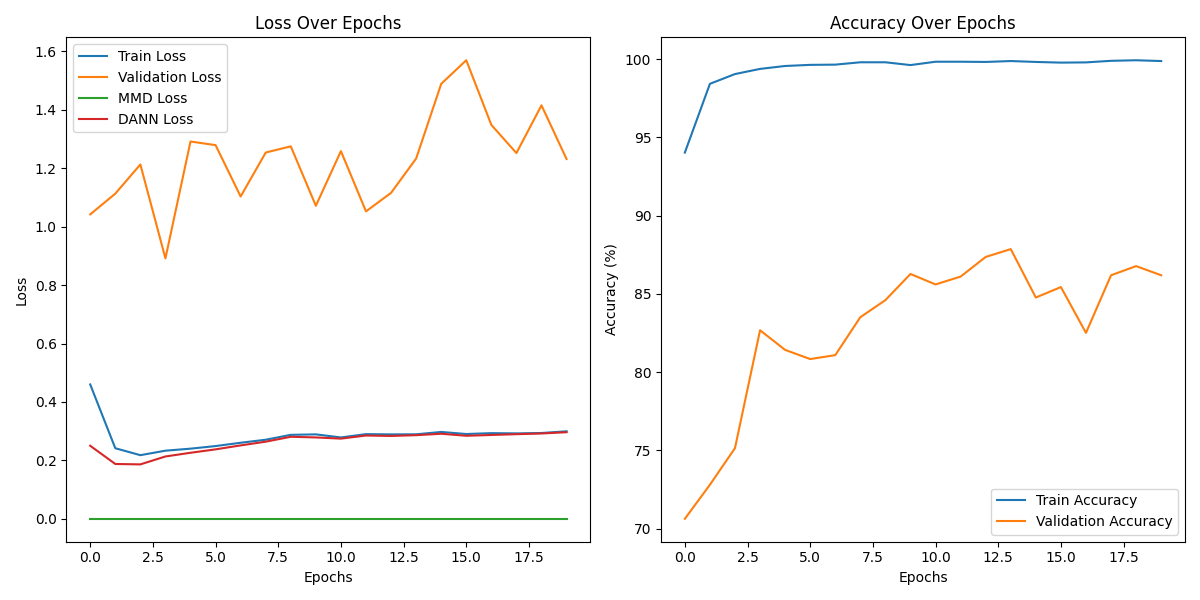 Loss Over Epochs
Train Loss
Validation Loss
MMD Loss
DANN Loss
1.6
1.4
1.2
1.0
0.8
0.6
0.4
0.2
0.0
Loss
0.0 2.5 5.0 7.5 10.0 12.5 15.0 17.5
Epochs
Accuracy Over Epochs
100
95
90
85
80
75
70
Accuracy (%)
Train Accuracy
Validation Accuracy
0.0 2.5 5.0 7.5 10.0 12.5 15.0 17.5
Epochs